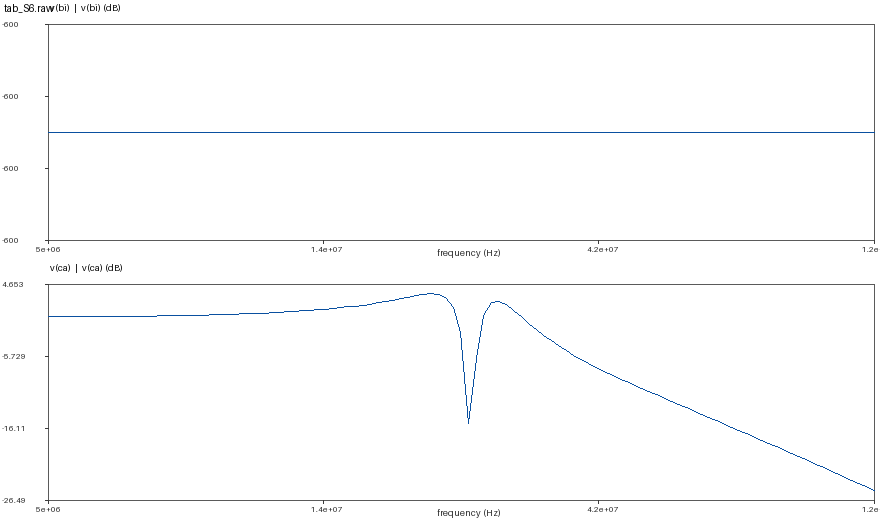 tab_S6.raw v(bi) | v(bi) (dB)
-600
-600
-600
-600
5e+06 1.4e+07 4.2e+07 1.2e
frequency (Hz)
v(ca) | v(ca) (dB)
4.653
-5.729
-16.11
-26.49
5e+06 1.4e+07 4.2e+07 1.2e
frequency (Hz)